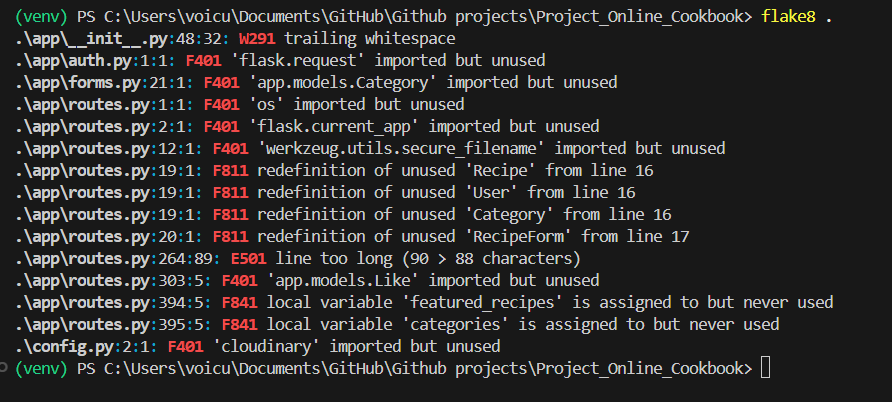 (venv) PS C:\Users\voicu\Documents\GitHub\Github projects\Project_Online_Cookbook> flake8 .
.\app\__init__.py:48:32: W291 trailing whitespace
.\app\auth.py:1:1: F401 'flask.request' imported but unused
.\app\forms.py:21:1: F401 'app.models.Category' imported but unused
.\app\routes.py:1:1: F401 'os' imported but unused
.\app\routes.py:2:1: F401 'flask.current_app' imported but unused
.\app\routes.py:12:1: F401 'werkzeug.utils.secure_filename' imported but unused
.\app\routes.py:19:1: F811 redefinition of unused 'Recipe' from line 16
.\app\routes.py:19:1: F811 redefinition of unused 'User' from line 16
.\app\routes.py:19:1: F811 redefinition of unused 'Category' from line 16
.\app\routes.py:20:1: F811 redefinition of unused 'RecipeForm' from line 17
.\app\routes.py:264:89: E501 line too long (90 > 88 characters)
.\app\routes.py:303:5: F401 'app.models.Like' imported but unused
.\app\routes.py:394:5: F841 local variable 'featured_recipes' is assigned to but never used
.\app\routes.py:395:5: F841 local variable 'categories' is assigned to but never used
.\config.py:2:1: F401 'cloudinary' imported but unused
(venv) PS C:\Users\voicu\Documents\GitHub\Github projects\Project_Online_Cookbook>